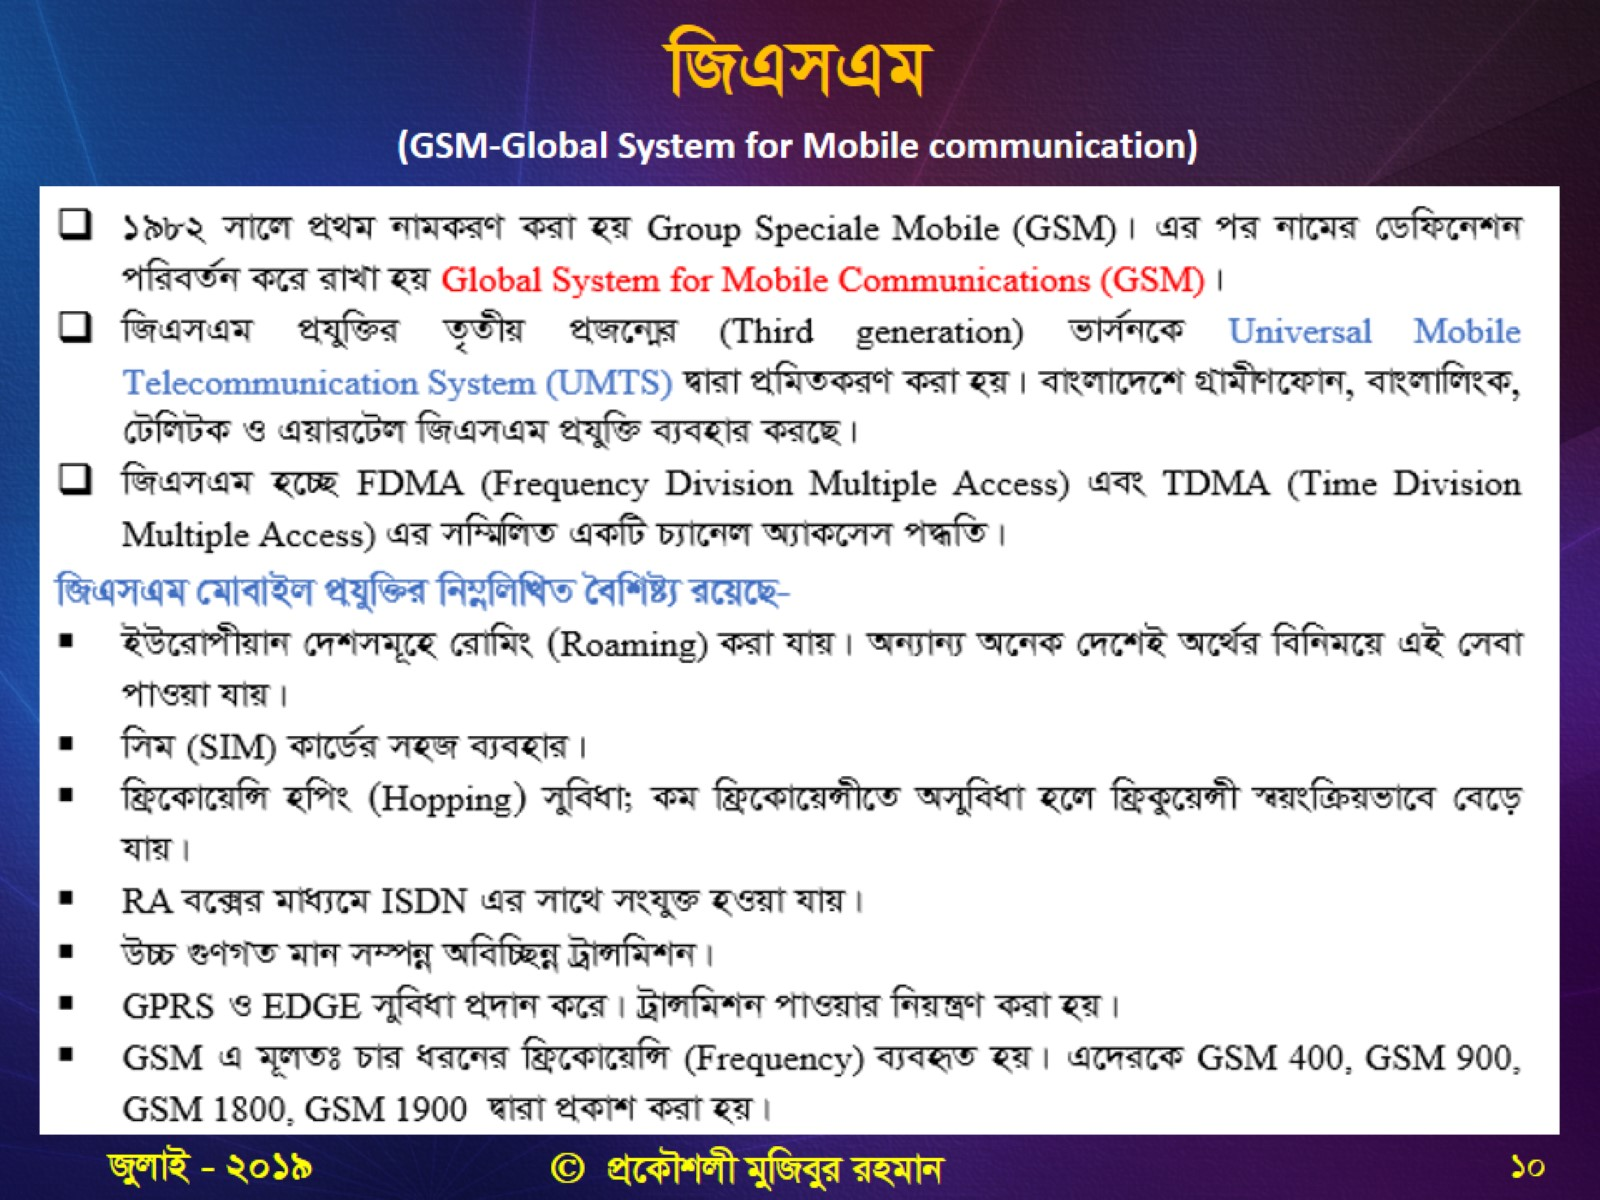 জিএসএম
(GSM-Global System for Mobile communication)
❑ ১৯৮২ সালে প্রথম নামকরণ করা হয় Group Speciale Mobile (GSM)। এর পর নামের ডেফিনেশন
পরিবর্তন করে রাখা হয় Global System for Mobile Communications (GSM)।
❑ জিএসএম প্রযুক্তির তৃতীয় প্রজন্মের (Third generation) ভার্সনকে Universal Mobile
Telecommunication System (UMTS) দ্বারা প্রমিতকরণ করা হয়। বাংলাদেশে গ্রামীণফোন, বাংলালিংক,
টেলিটক ও এয়ারটেল জিএসএম প্রযুক্তি ব্যবহার করছে।
❑ জিএসএম হচ্ছে FDMA (Frequency Division Multiple Access) এবং TDMA (Time Division
Multiple Access) এর সম্মিলিত একটি চ্যানেল অ্যাকসেস পদ্ধতি।
জিএসএম মোবাইল প্রযুক্তির নিম্নলিখিত বৈশিষ্ট্য রয়েছে-
▪ ইউরোপীয়ান দেশসমূহে রোমিং (Roaming) করা যায়। অন্যান্য অনেক দেশেই অর্থের বিনিময়ে এই সেবা
পাওয়া যায়।
▪ সিম (SIM) কার্ডের সহজ ব্যবহার।
▪ ফ্রিকোয়েন্সি হপিং (Hopping) সুবিধা; কম ফ্রিকোয়েন্সীতে অসুবিধা হলে ফ্রিকুয়েন্সী স্বয়ংক্রিয়ভাবে বেড়ে
যায়।
▪ RA বক্সের মাধ্যমে ISDN এর সাথে সংযুক্ত হওয়া যায়।
▪ উচ্চ গুণগত মান সম্পন্ন অবিচ্ছিন্ন ট্রান্সমিশন।
▪ GPRS ও EDGE সুবিধা প্রদান করে। ট্রান্সমিশন পাওয়ার নিয়ন্ত্রণ করা হয়।
▪ GSM এ মূলতঃ চার ধরনের ফ্রিকোয়েন্সি (Frequency) ব্যবহৃত হয়। এদেরকে GSM 400, GSM 900,
GSM 1800, GSM 1900 দ্বারা প্রকাশ করা হয়।
জুলাই - ২০১৯ © প্রকৌশলী মুজিবুর রহমান ১০